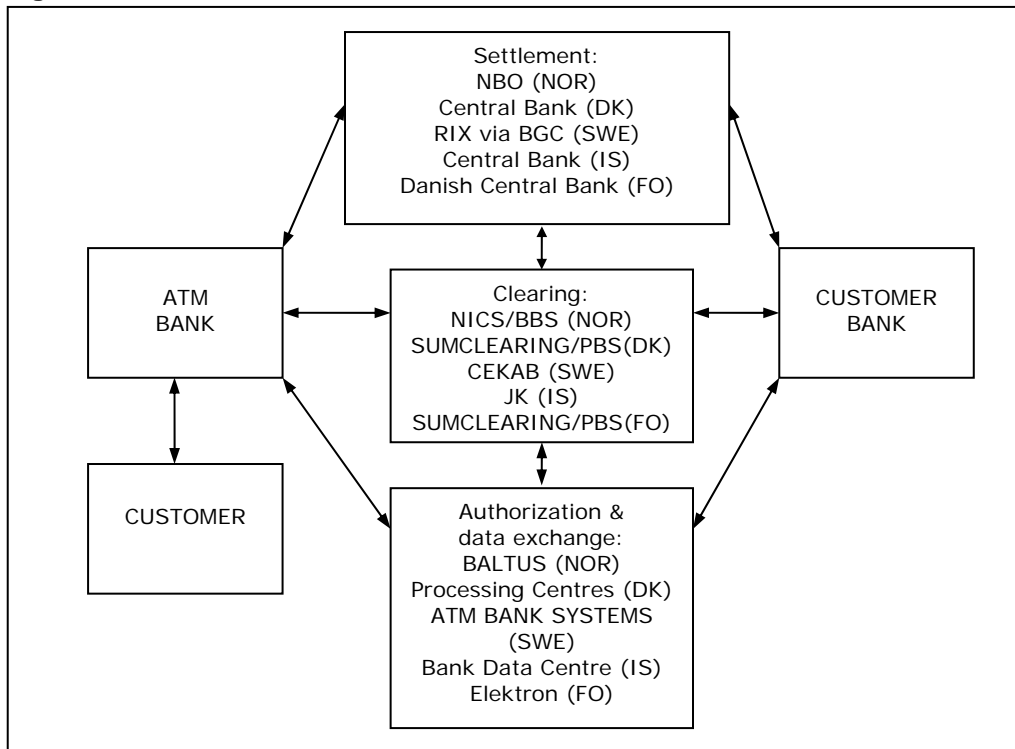 Settlement:
NBO (NOR)
Central Bank (DK)
RIX via BGC (SWE)
Central Bank (IS)
Danish Central Bank (FO)
ATM
BANK
Clearing:
NICS/BBS (NOR)
SUMCLEARING/PBS(DK)
CEKAB (SWE)
JK (IS)
SUMCLEARING/PBS(FO)
CUSTOMER
BANK
CUSTOMER
Authorization &
data exchange:
BALTUS (NOR)
Processing Centres (DK)
ATM BANK SYSTEMS
(SWE)
Bank Data Centre (IS)
Elektron (FO)